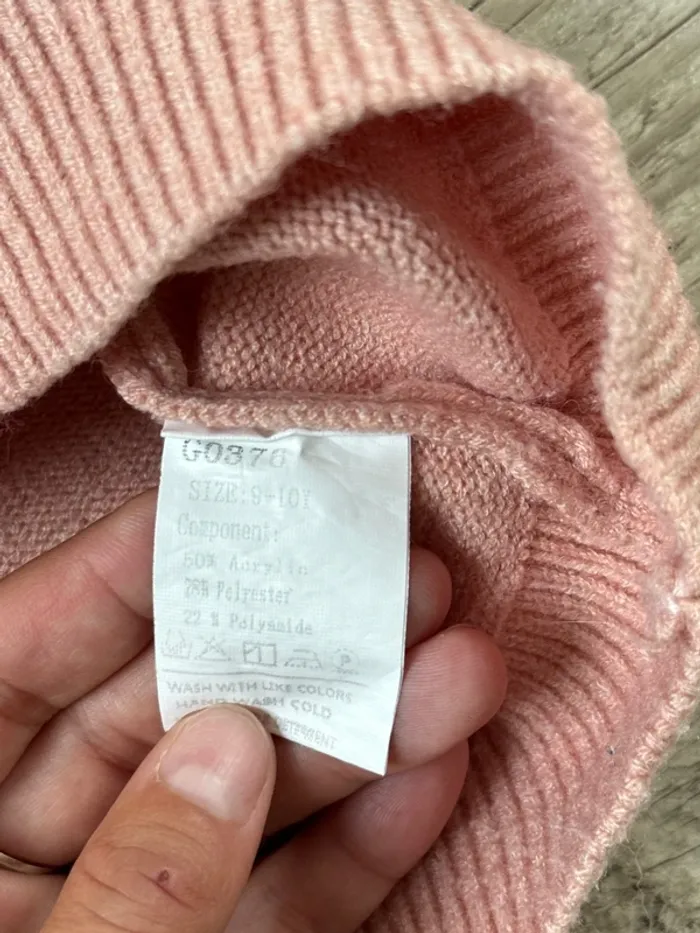 G0376
SIZE:9-10Y
Component:
50% Acrylic
28% Polyester
22 % Polyamide
WASH WITH LIKE COLORS
HAND WASH COLD